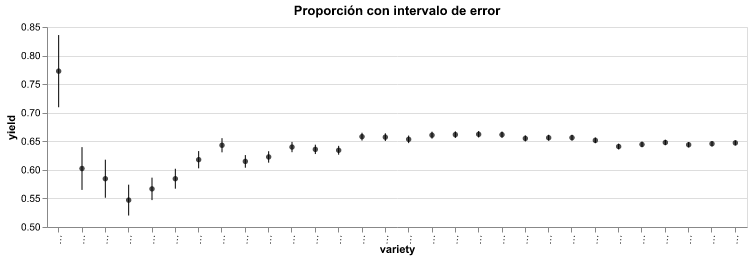 Proporción con intervalo de error
0.85
0.80
0.75
0.70
0.65
0.60
0.55
0.50
yield
… … … … … … … … … … … … … … … … … … … … … … … … … … … … … …
variety